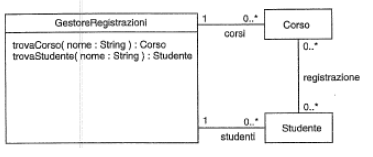 GestoreRegistrazioni
trovaCorso( nome : String ) : Corso
trovaStudente( nome : String ) : Studente
1
0..*
corsi
Corso
0..*
registrazione
0..*
1
0..*
studenti
Studente